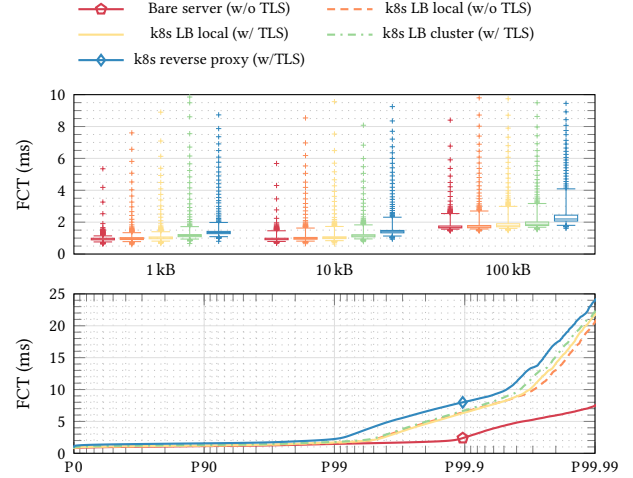 Bare server (w/o TLS) k8s LB local (w/o TLS)
k8s LB local (w/ TLS) k8s LB cluster (w/ TLS)
k8s reverse proxy (w/TLS)
10
8
6
4
2
0
FCT (ms)
1 kB 10 kB 100 kB
25
20
15
10
5
0
FCT (ms)
P0 P90 P99 P99.9 P99.99